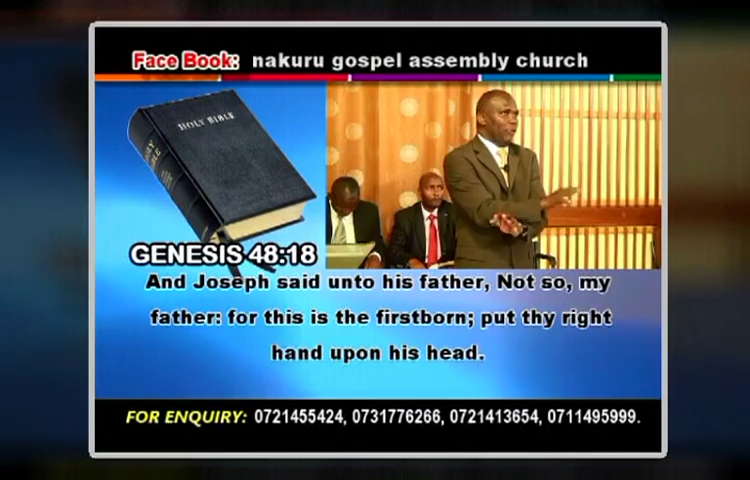 Face Book: nakuru gospel assembly church
HOLY BIBLE
GENESIS 48:18
And Joseph said unto his father, Not so, my
father: for this is the firstborn; put thy right
hand upon his head.
FOR ENQUIRY: 0721455424, 0731776266, 0721413654, 0711495999.